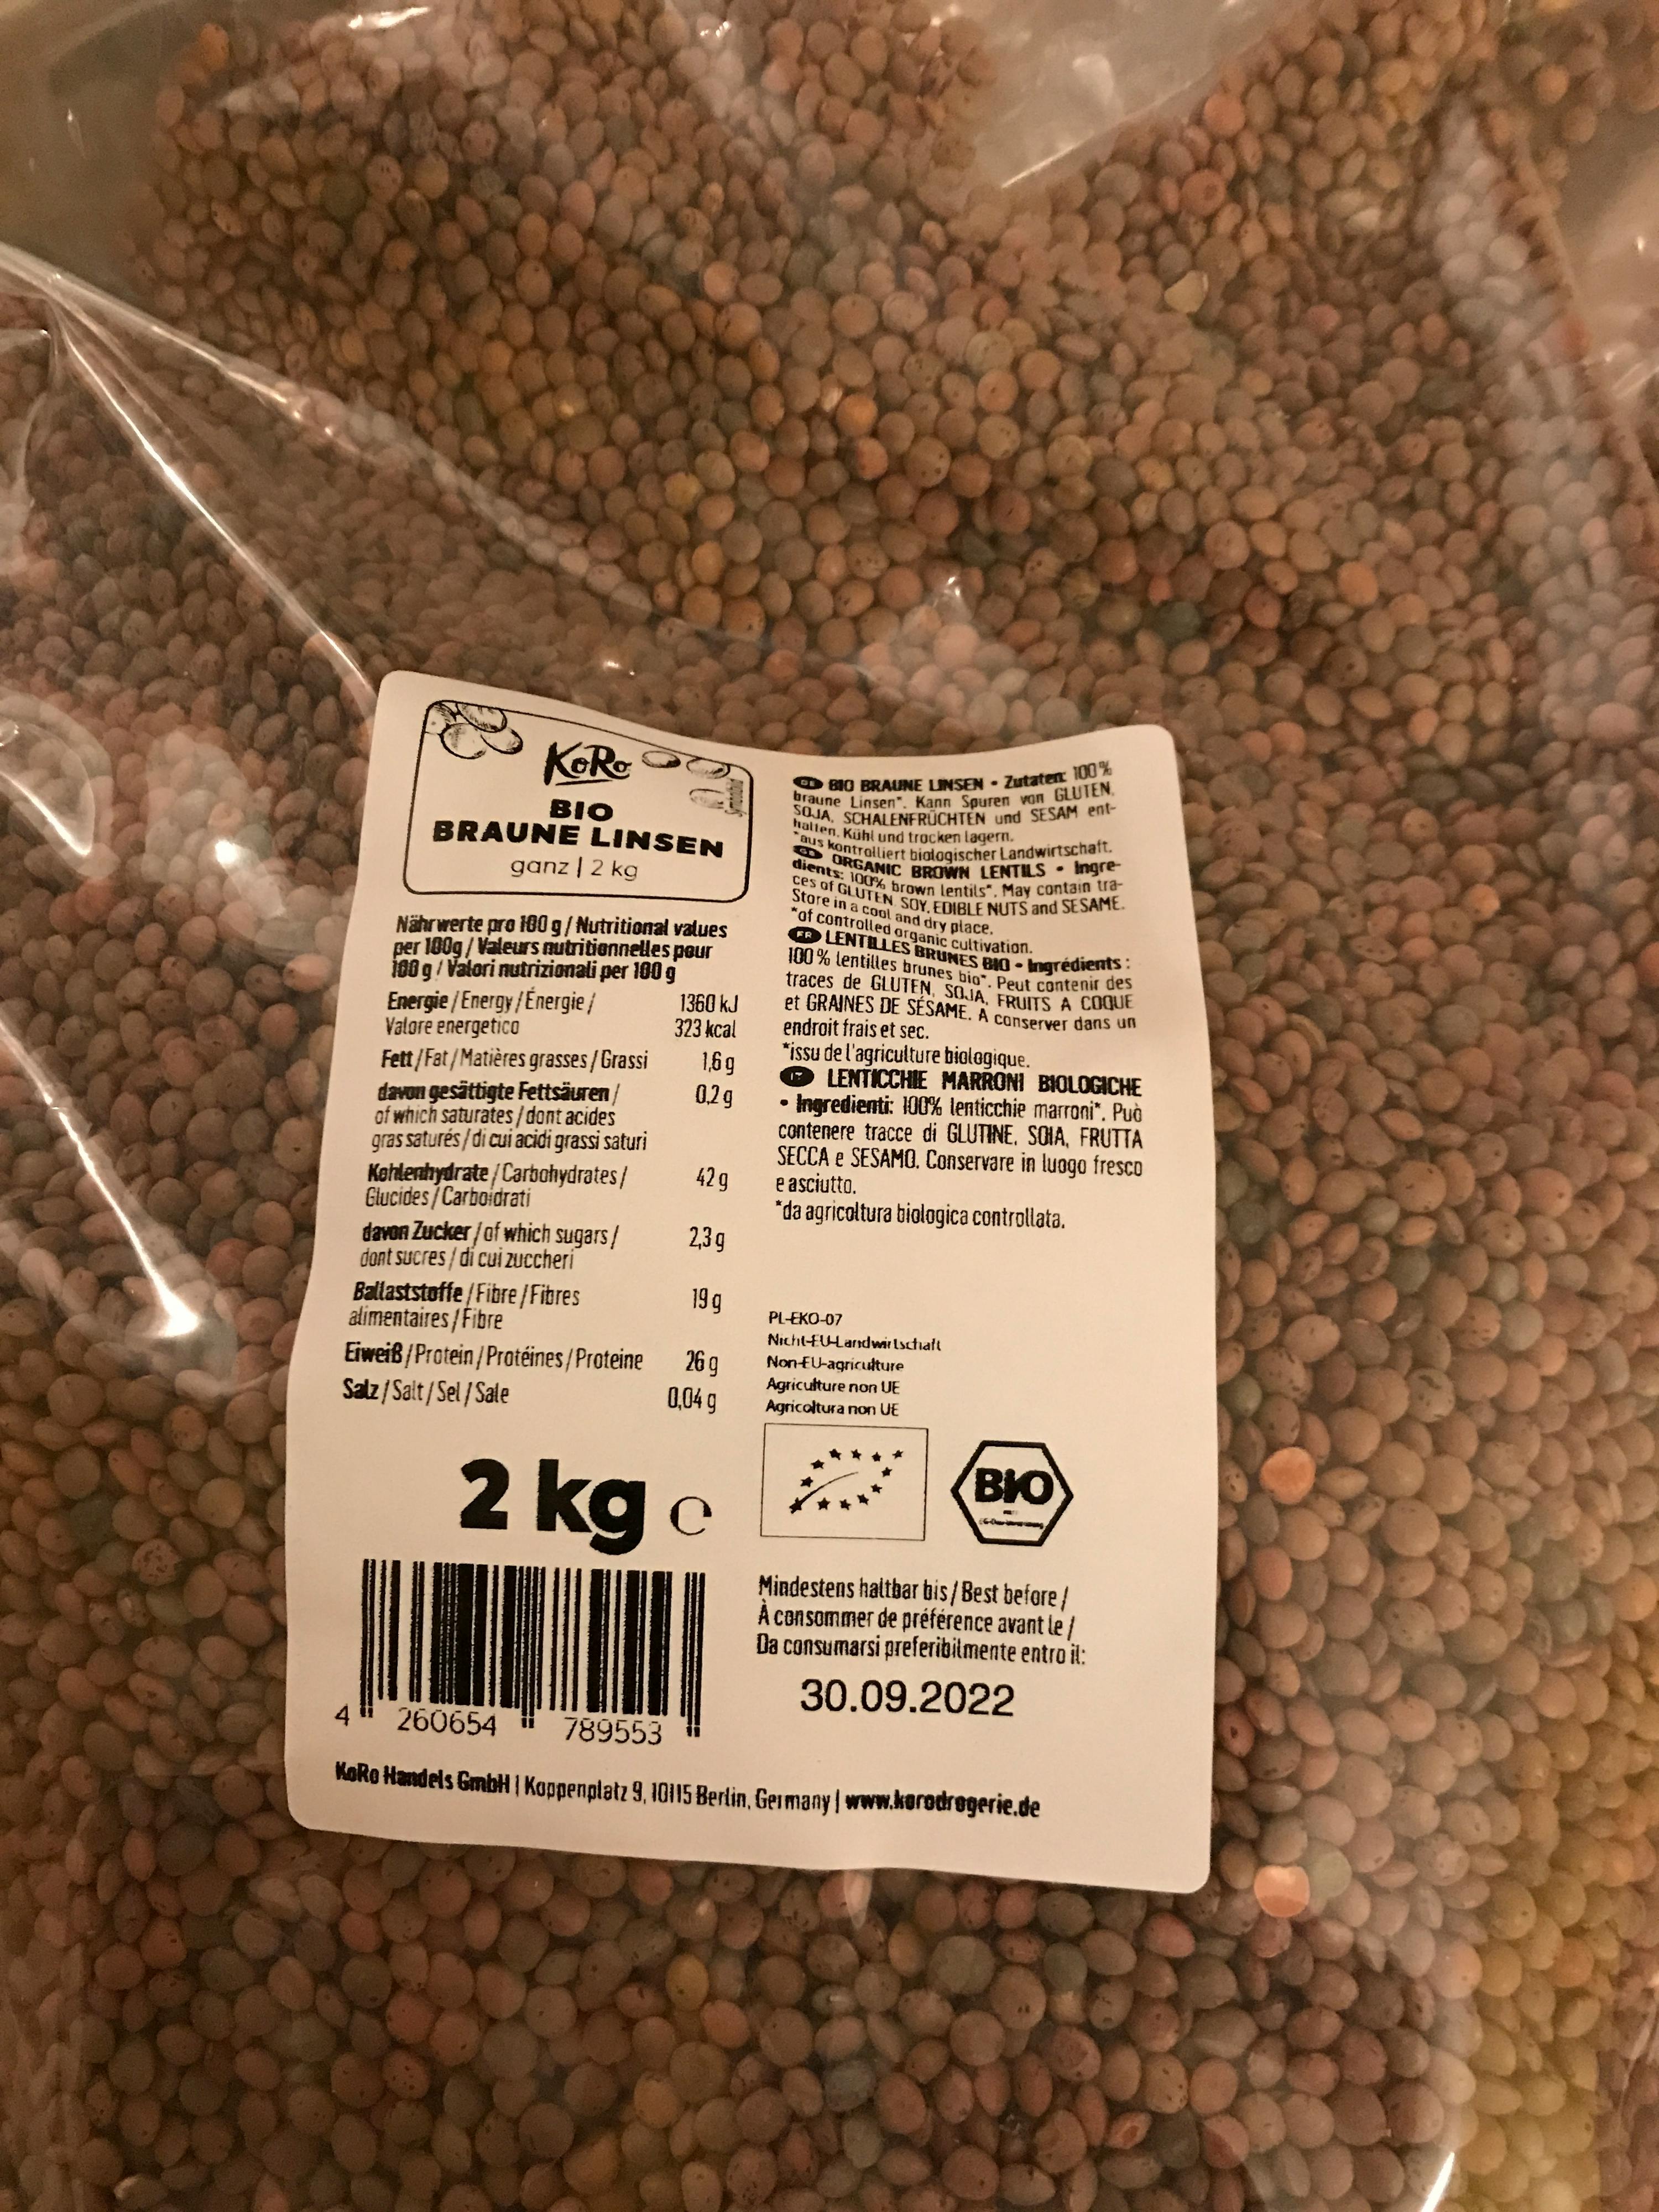 KoRo
BIO
BRAUNE LINSEN
ganz | 2 kg
Nährwerte pro 100 g / Nutritional values
per 100g / Valeurs nutritionnelles pour
100 g / Valori nutrizionali per 100 g
Energie / Energy / Énergie / 1360 kJ
Valore energetico 323 kcal
Fett / Fat / Matières grasses / Grassi 1,6 g
davon gesättigte Fettsäuren / 0,2 g
of which saturates / dont acides
gras saturés / di cui acidi grassi saturi
Kohlenhydrate / Carbohydrates / 42 g
Glucides / Carboidrati
davon Zucker / of which sugars / 2,3 g
dont sucres / di cui zuccheri
Ballaststoffe / Fibre / Fibres 19 g
alimentaires / Fibre
Eiweiß / Protein / Protéines / Proteine 26 g
Salz / Salt / Sel / Sale 0,04 g
2 kg ℮
4 260654 789553
DE BIO BRAUNE LINSEN • Zutaten: 100%
braune Linsen*. Kann Spuren von GLUTEN,
SOJA, SCHALENFRÜCHTEN und SESAM ent-
halten. Kühl und trocken lagern.
*aus kontrolliert biologischer Landwirtschaft.
GB ORGANIC BROWN LENTILS • Ingre-
dients: 100% brown lentils*. May contain tra-
ces of GLUTEN, SOY, EDIBLE NUTS and SESAME.
Store in a cool and dry place.
*of controlled organic cultivation.
FR LENTILLES BRUNES BIO • Ingrédients :
100 % lentilles brunes bio*. Peut contenir des
traces de GLUTEN, SOJA, FRUITS A COQUE
et GRAINES DE SÉSAME. A conserver dans un
endroit frais et sec.
*issu de l'agriculture biologique.
IT LENTICCHIE MARRONI BIOLOGICHE
• Ingredienti: 100% lenticchie marroni*. Può
contenere tracce di GLUTINE, SOIA, FRUTTA
SECCA e SESAMO. Conservare in luogo fresco
e asciutto.
*da agricoltura biologica controllata.
PL-EKO-07
Nicht-EU-Landwirtschaft
Non-EU-agriculture
Agriculture non UE
Agricoltura non UE
BIO
Mindestens haltbar bis / Best before /
À consommer de préférence avant le /
Da consumarsi preferibilmente entro il:
30.09.2022
KoRo Handels GmbH | Koppenplatz 9, 10115 Berlin, Germany | www.korodrogerie.de